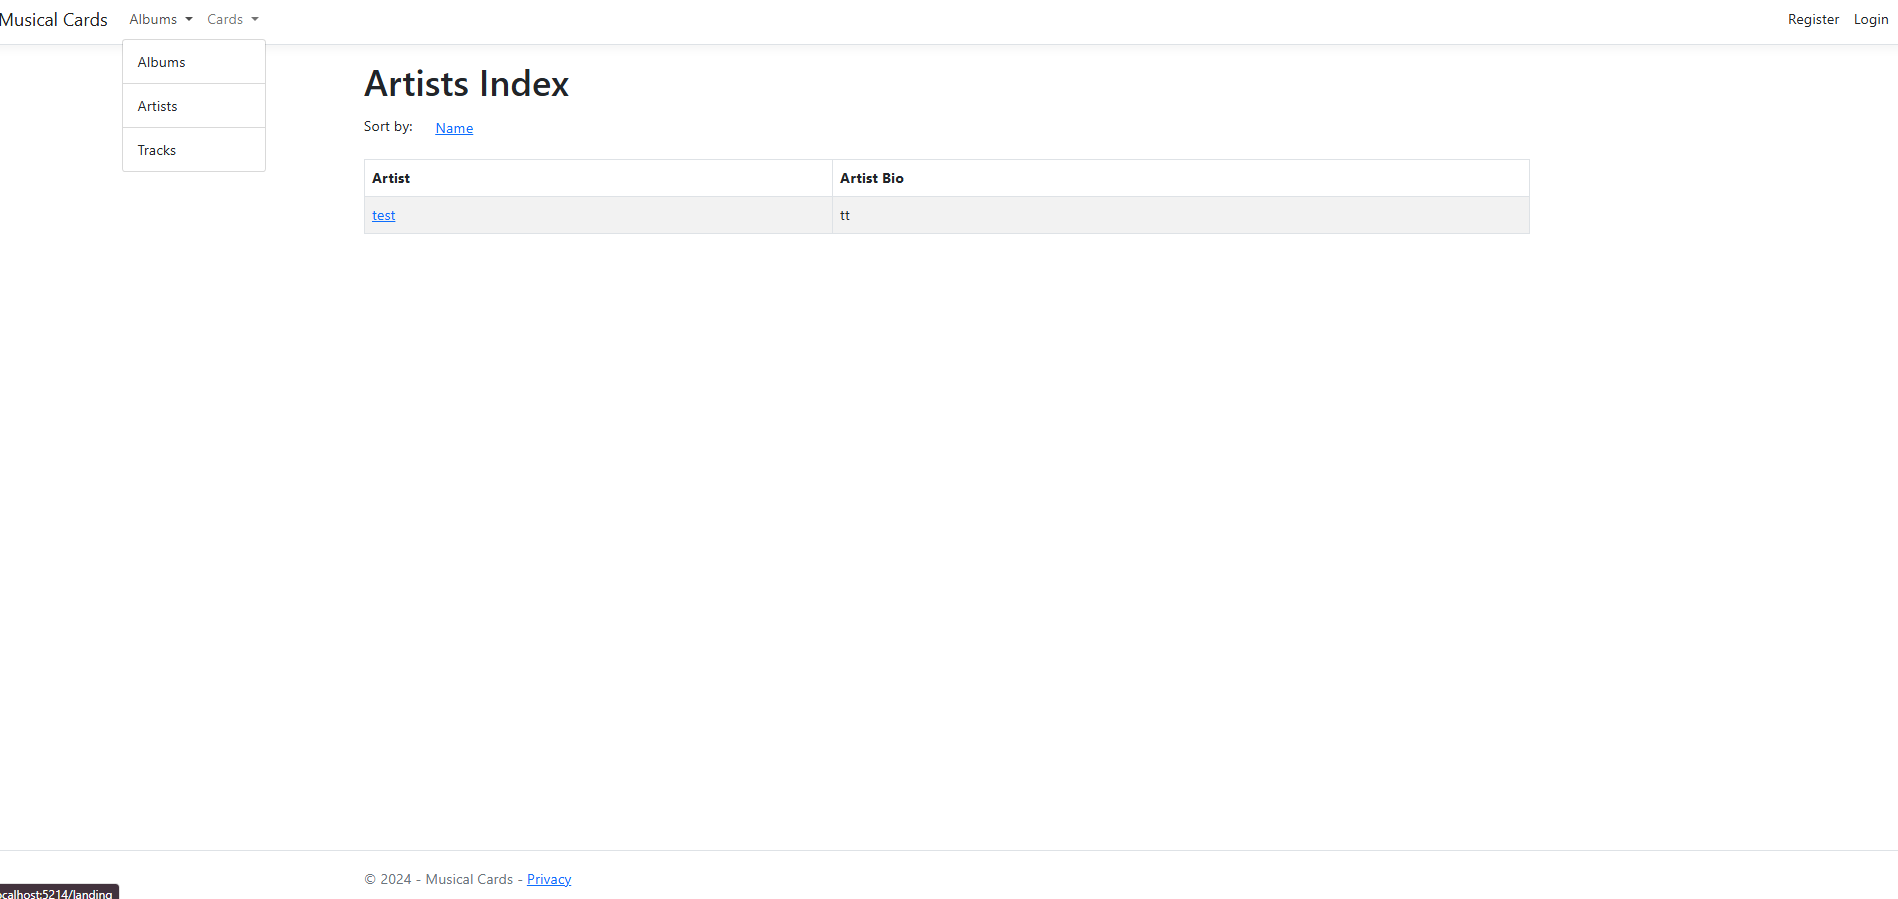 Musical Cards Albums Cards Register Login
Albums
Artists
Tracks
Artists Index
Sort by: Name
Artist Artist Bio
test tt
© 2024 - Musical Cards - Privacy
ocalhost:5214/landing